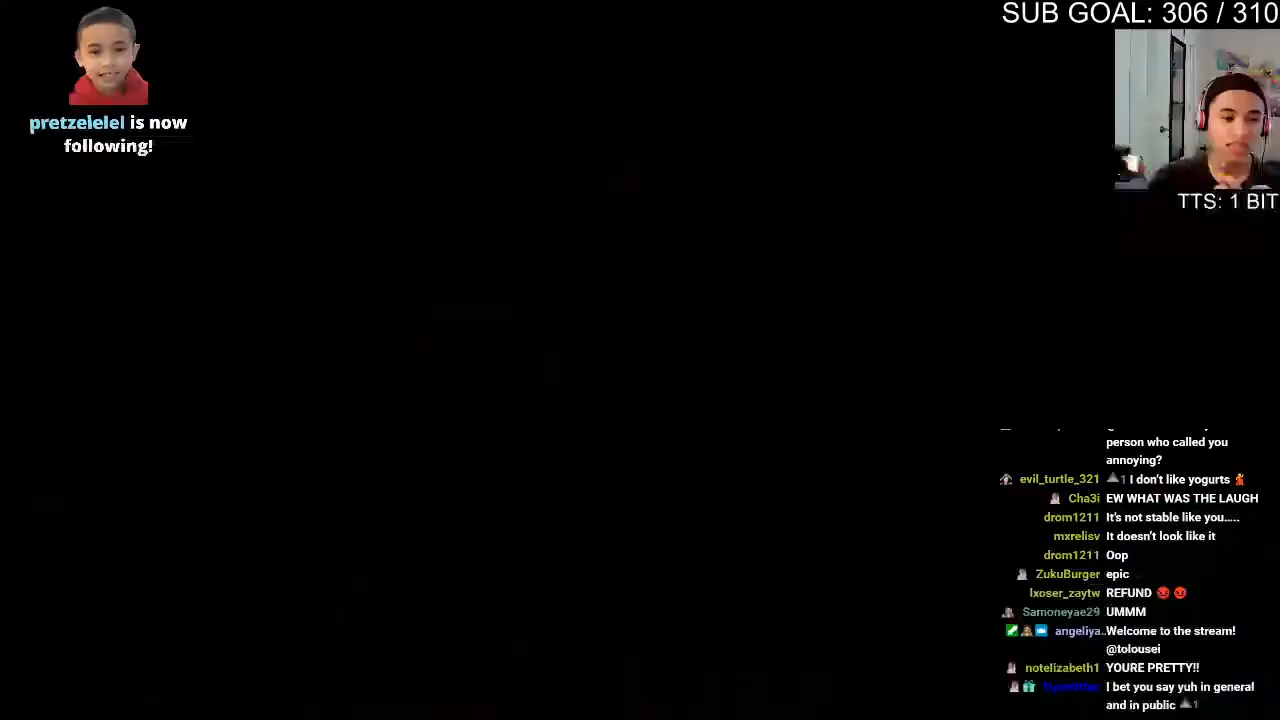 SUB GOAL: 306 / 310
pretzelelel is now
following!
TTS: 1 BIT
person who called you
annoying?
evil_turtle_321 1 I don't like yogurts 💃
Cha3i EW WHAT WAS THE LAUGH
drom1211 It's not stable like you.....
mxrelisv It doesn't look like it
drom1211 Oop
ZukuBurger epic
lxoser_zaytw REFUND 😡 😡
Samoneyae29 UMMM
angeliya.. Welcome to the stream!
@tolousei
notelizabeth1 YOURE PRETTY!!
I bet you say yuh in general
and in public 1